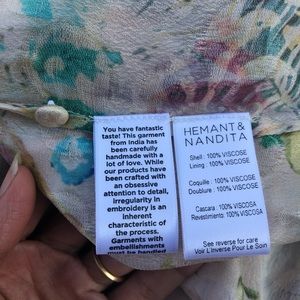 You have fantastic
taste! This garment
from India has been
carefully
handmade with a
lot of love. While
our products have
been crafted with
an obsessive
attention to detail,
irregularity in
embroidery is an
inherent
characteristic of
the process.
Garments with
embellishments
must be handled
HEMANT &
NANDITA
Shell : 100% VISCOSE
Lining : 100% VISCOSE
Coquille : 100% VISCOSE
Doublure : 100% VISCOSE
Cascara : 100% VISCOSA
Revestimiento: 100% VISCOSA
See reverse for care
Voir L'inverse Pour Le Soin